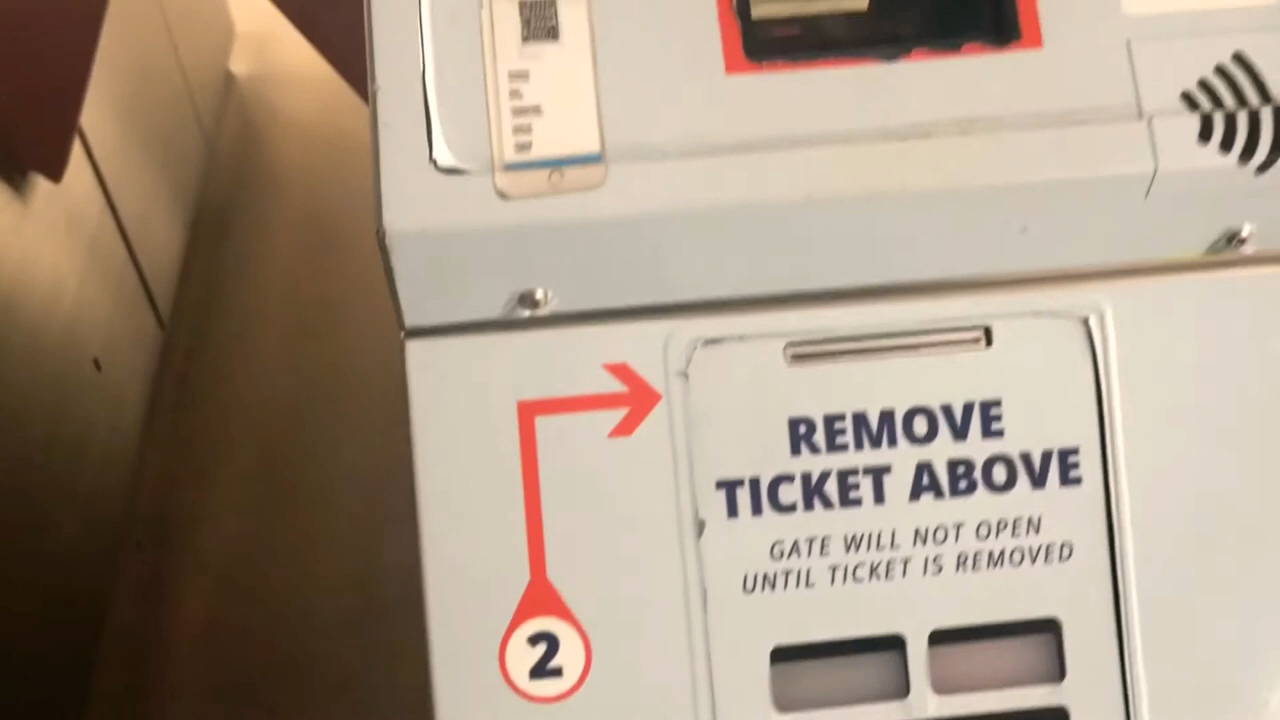 REMOVE
TICKET ABOVE
GATE WILL NOT OPEN
UNTIL TICKET IS REMOVED
2